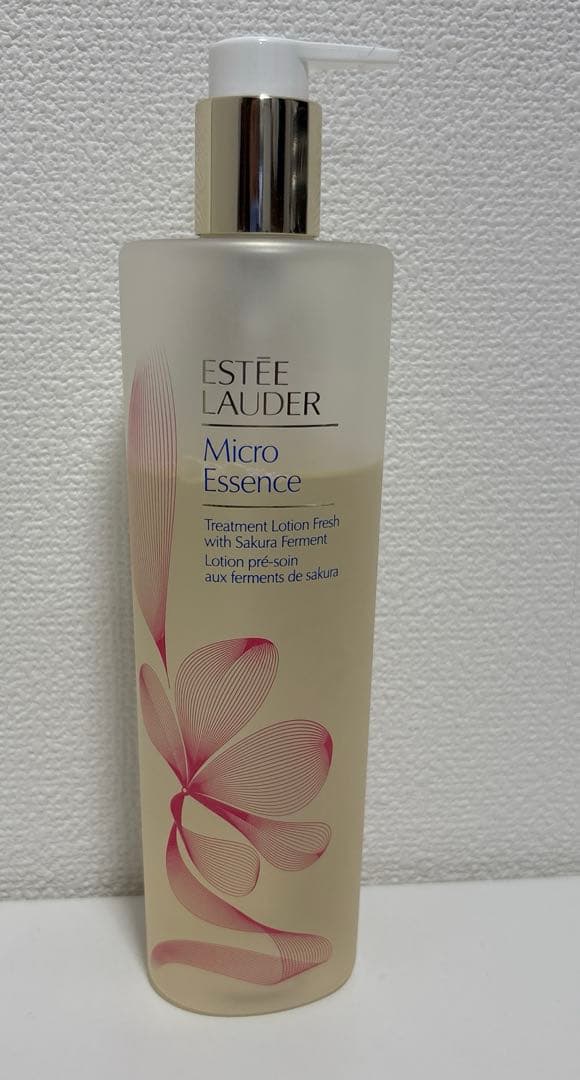 ESTĒE
LAUDER
Micro
Essence
Treatment Lotion Fresh
with Sakura Ferment
Lotion pré-soin
aux ferments de sakura